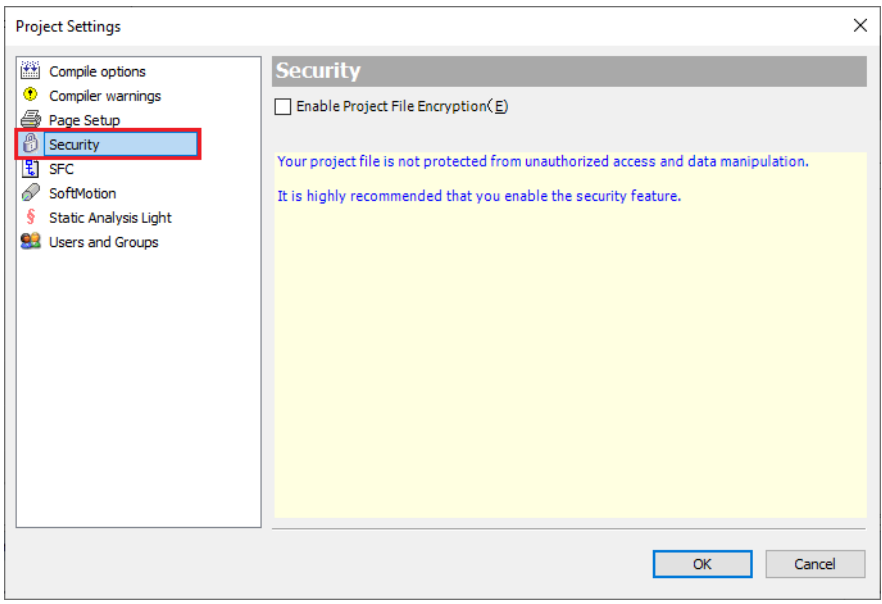 Project Settings
Compile options
Compiler warnings
Page Setup
Security
SFC
SoftMotion
Static Analysis Light
Users and Groups
Security
Enable Project File Encryption(E)
Your project file is not protected from unauthorized access and data manipulation.
It is highly recommended that you enable the security feature.
OK
Cancel